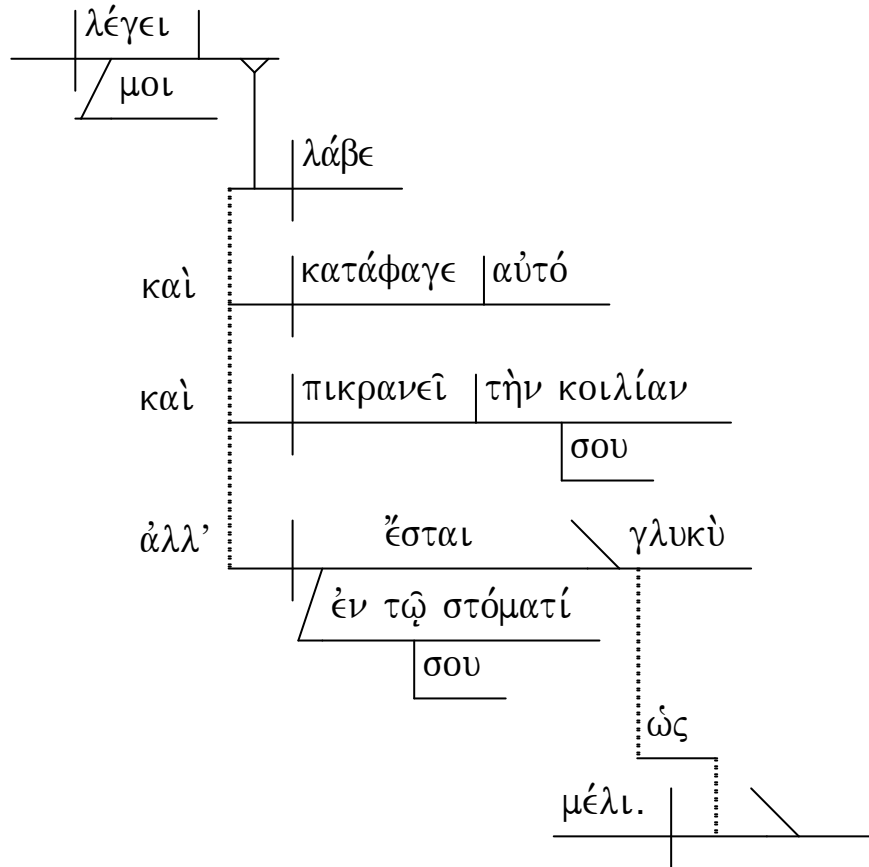 λέγει
μοι
λάβε
καὶ κατάφαγε αὐτό
καὶ πικρανεῖ τὴν κοιλίαν
σου
ἀλλ’ ἔσται γλυκὺ
ἐν τῷ στόματί
σου
ὡς
μέλι.